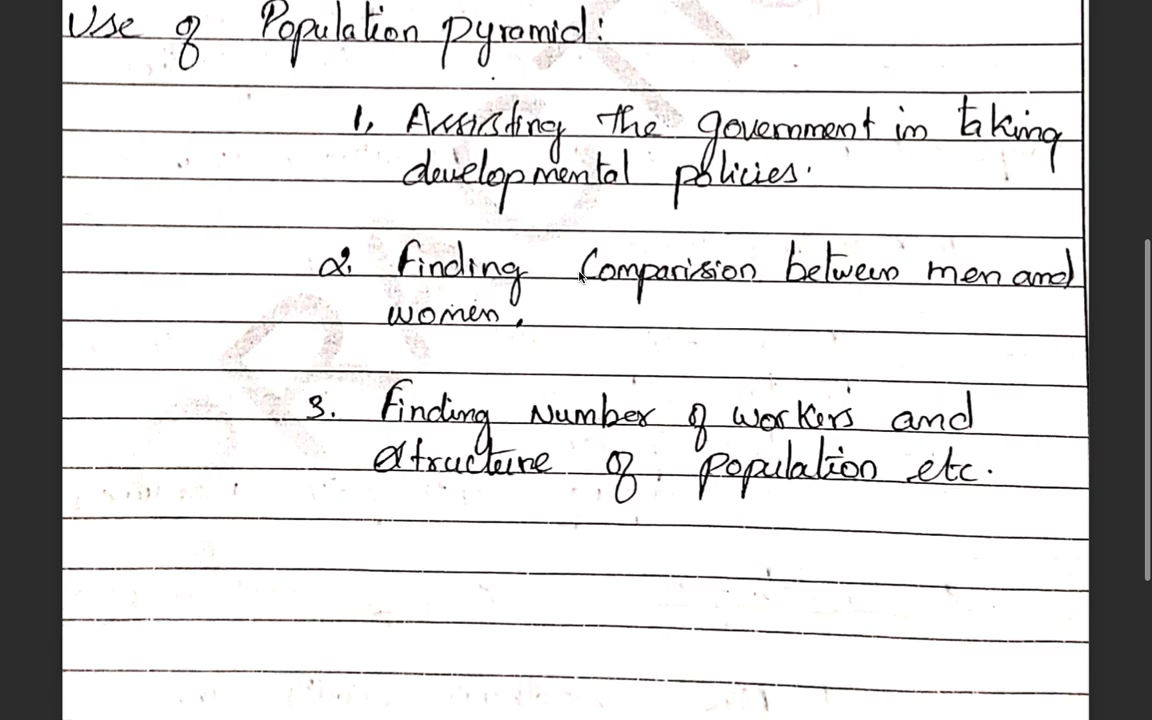 Use of Population pyramid:
1. Assisting the government in taking
developmental policies.
2. Finding Comparision between men and
women.
3. Finding Number of workers and
structure of population etc.